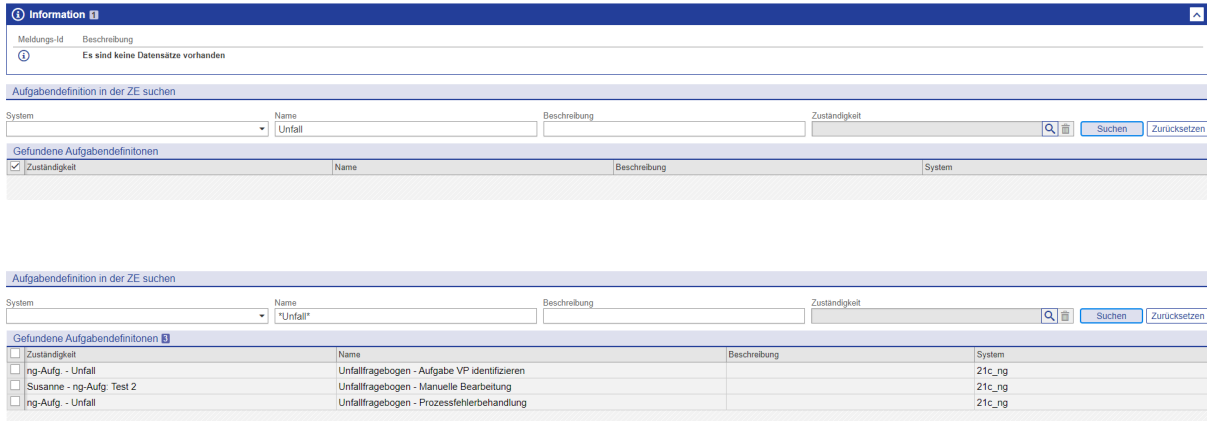 Information 1
Meldungs-Id Beschreibung
Es sind keine Datensätze vorhanden
Aufgabendefinition in der ZE suchen
System Name Beschreibung Zuständigkeit
Unfall Suchen Zurücksetzen
Gefundene Aufgabendefinitonen
Zuständigkeit Name Beschreibung System
Aufgabendefinition in der ZE suchen
System Name Beschreibung Zuständigkeit
*Unfall* Suchen Zurücksetzen
Gefundene Aufgabendefinitonen 3
Zuständigkeit Name Beschreibung System
ng-Aufg. - Unfall Unfallfragebogen - Aufgabe VP identifizieren 21c_ng
Susanne - ng-Aufg: Test 2 Unfallfragebogen - Manuelle Bearbeitung 21c_ng
ng-Aufg. - Unfall Unfallfragebogen - Prozessfehlerbehandlung 21c_ng